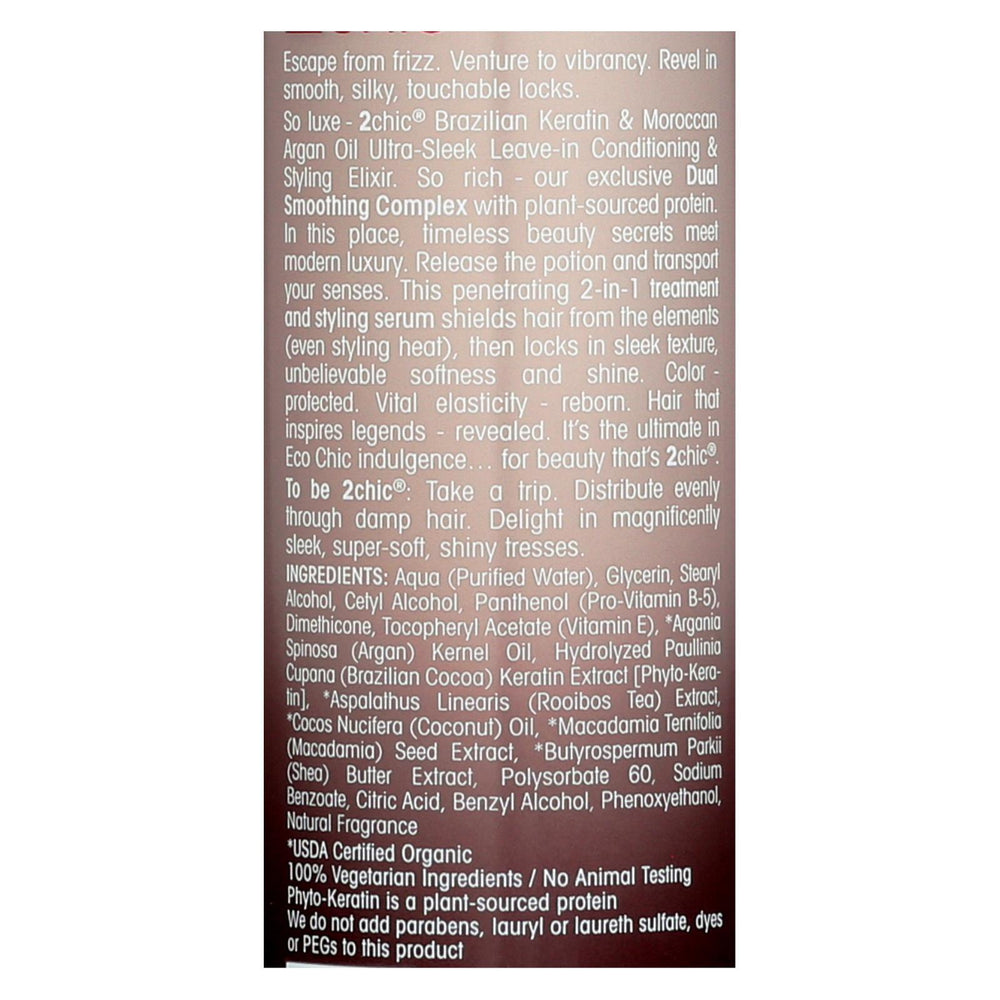 Escape from frizz. Venture to vibrancy. Revel in
smooth, silky, touchable locks.
So luxe - 2chic® Brazilian Keratin & Moroccan
Argan Oil Ultra-Sleek Leave-in Conditioning &
Styling Elixir. So rich - our exclusive Dual
Smoothing Complex with plant-sourced protein.
In this place, timeless beauty secrets meet
modern luxury. Release the potion and transport
your senses. This penetrating 2-in-1 treatment
and styling serum shields hair from the elements
(even styling heat), then locks in sleek texture,
unbelievable softness and shine. Color -
protected. Vital elasticity - reborn. Hair that
inspires legends - revealed. It's the ultimate in
Eco Chic indulgence... for beauty that's 2chic®.
To be 2chic®: Take a trip. Distribute evenly
through damp hair. Delight in magnificently
sleek, super-soft, shiny tresses.
INGREDIENTS: Aqua (Purified Water), Glycerin, Stearyl
Alcohol, Cetyl Alcohol, Panthenol (Pro-Vitamin B-5),
Dimethicone, Tocopheryl Acetate (Vitamin E), *Argania
Spinosa (Argan) Kernel Oil, Hydrolyzed Paullinia
Cupana (Brazilian Cocoa) Keratin Extract [Phyto-Kera-
tin], *Aspalathus Linearis (Rooibos Tea) Extract,
*Cocos Nucifera (Coconut) Oil, *Macadamia Ternifolia
(Macadamia) Seed Extract, *Butyrospermum Parkii
(Shea) Butter Extract, Polysorbate 60, Sodium
Benzoate, Citric Acid, Benzyl Alcohol, Phenoxyethanol,
Natural Fragrance
*USDA Certified Organic
100% Vegetarian Ingredients / No Animal Testing
Phyto-Keratin is a plant-sourced protein
We do not add parabens, lauryl or laureth sulfate, dyes
or PEGs to this product